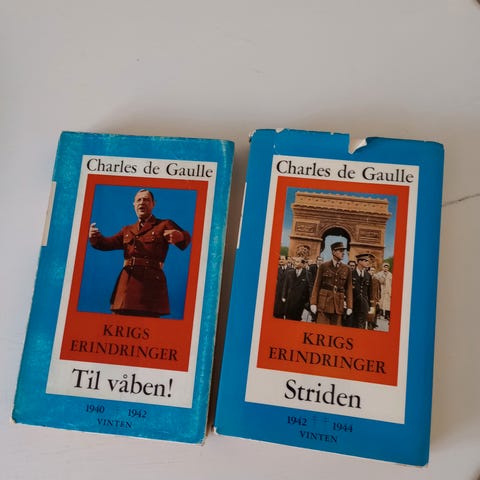 Charles de Gaulle
KRIGS
ERINDRINGER
Til våben!
1940 - 1942
VINTEN
Charles de Gaulle
KRIGS
ERINDRINGER
Striden
1942 - 1944
VINTEN